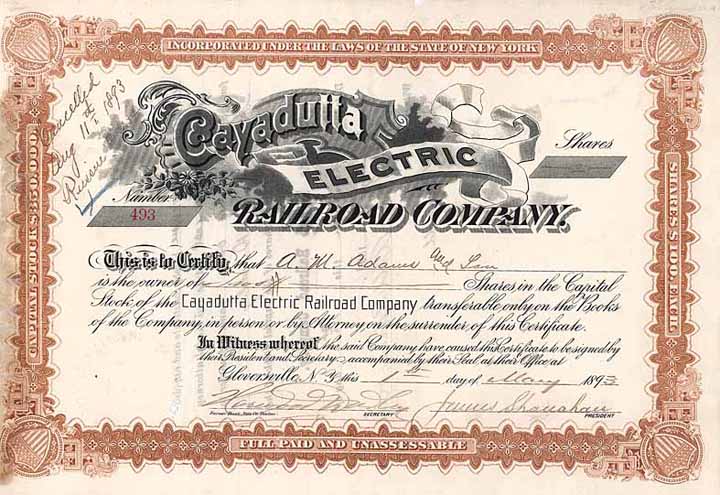 INCORPORATED UNDER THE LAWS OF THE STATE OF NEW YORK
Cancelled
Aug 11th 1893
Cayadutta
ELECTRIC
RAILROAD COMPANY.
Shares
Number
493
CAPITAL STOCK $350,000
SHARES $100 EACH
This is to Certify, that A. M. Adams and Son
is the owner of Shares, in the Capital
Stock of the Cayadutta Electric Railroad Company transferable only on the Books
of the Company, in person or by Attorney on the surrender of this Certificate.
In Witness whereof, the said Company have caused this Certificate to be signed by
their President and Secretary, accompanied by their Seal, at their Office at
Gloversville, N.Y. this 1st day of May 1893
James Shanahan
SECRETARY
PRESIDENT
FULL PAID AND UNASSESSABLE